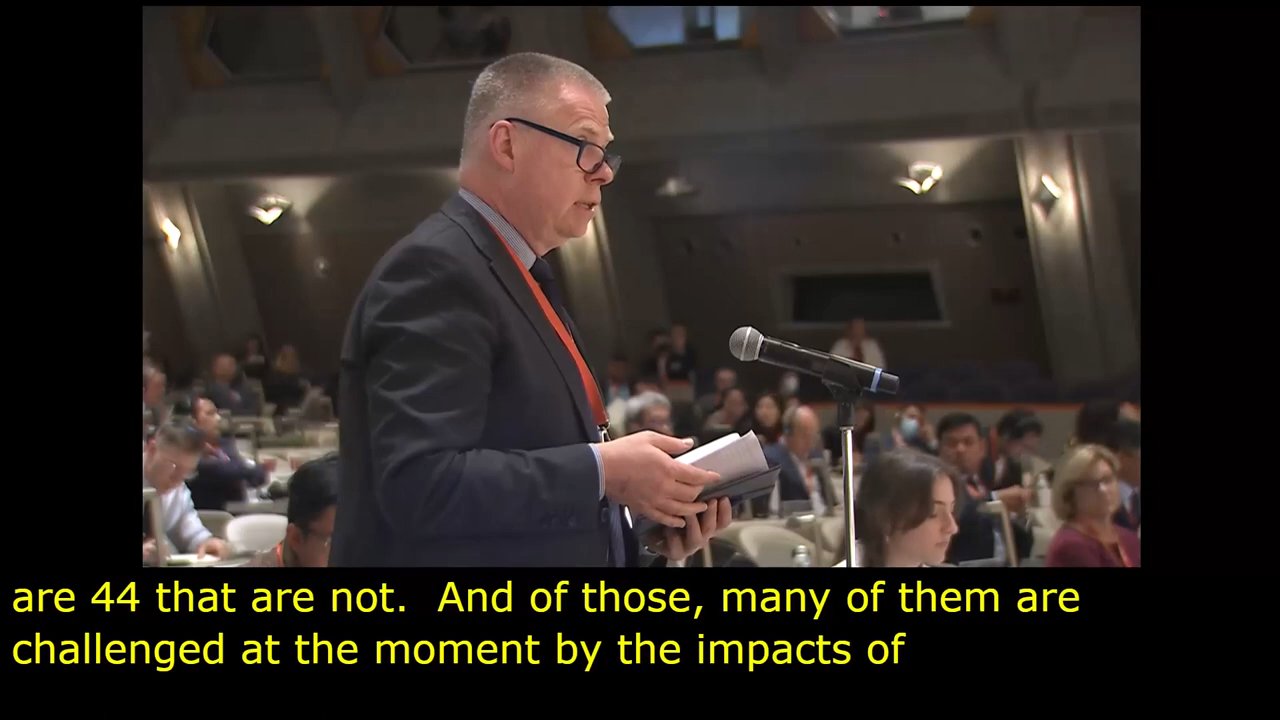 are 44 that are not.  And of those, many of them are
challenged at the moment by the impacts of